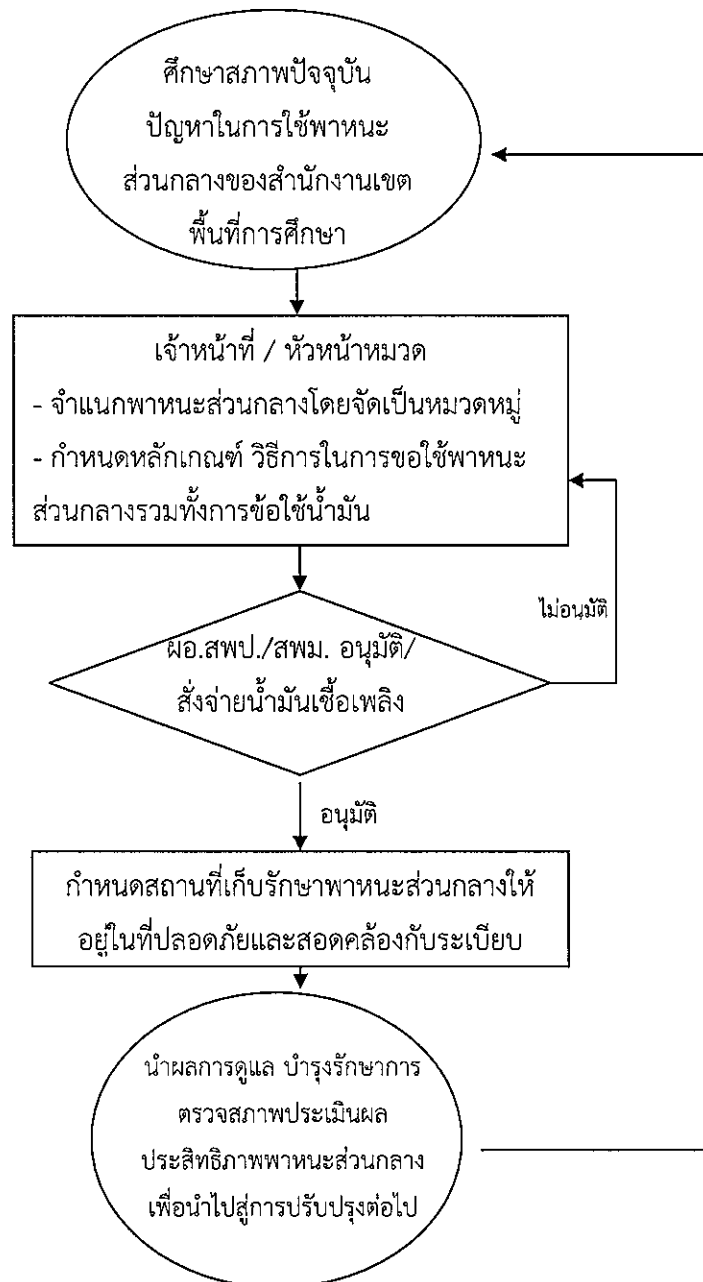 ศึกษาสภาพปัจจุบัน
ปัญหาในการใช้พาหนะ
ส่วนกลางของสำนักงานเขต
พื้นที่การศึกษา
เจ้าหน้าที่ / หัวหน้าหมวด
- จำแนกพาหนะส่วนกลางโดยจัดเป็นหมวดหมู่
- กำหนดหลักเกณฑ์ วิธีการในการขอใช้พาหนะ
ส่วนกลางรวมทั้งการข้อใช้น้ำมัน
ไม่อนุมัติ
ผอ.สพป./สพม. อนุมัติ/
สั่งจ่ายน้ำมันเชื้อเพลิง
อนุมัติ
กำหนดสถานที่เก็บรักษาพาหนะส่วนกลางให้
อยู่ในที่ปลอดภัยและสอดคล้องกับระเบียบ
นำผลการดูแล บำรุงรักษาการ
ตรวจสภาพประเมินผล
ประสิทธิภาพพาหนะส่วนกลาง
เพื่อนำไปสู่การปรับปรุงต่อไป